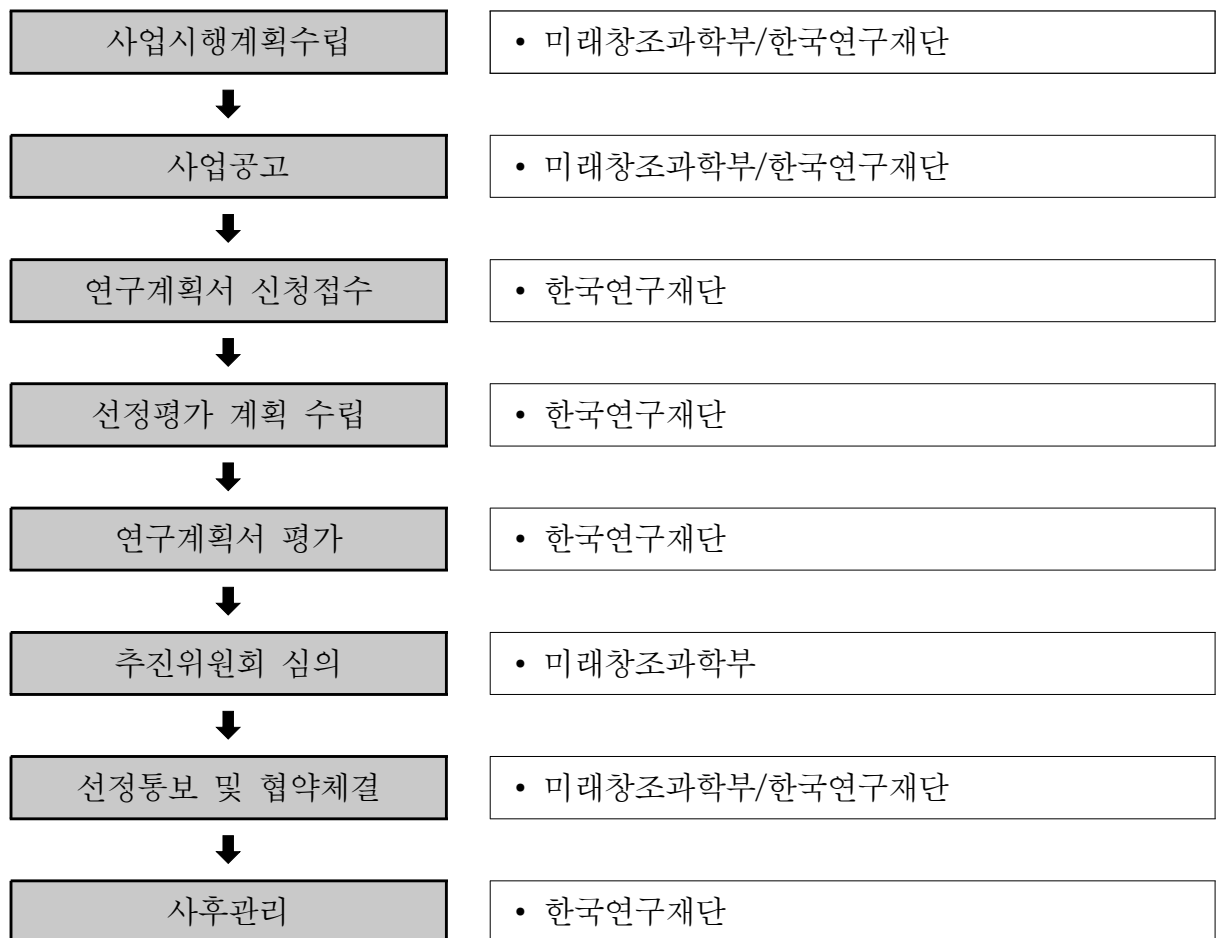 사업시행계획수립
• 미래창조과학부/한국연구재단
사업공고
• 미래창조과학부/한국연구재단
연구계획서 신청접수
• 한국연구재단
선정평가 계획 수립
• 한국연구재단
연구계획서 평가
• 한국연구재단
추진위원회 심의
• 미래창조과학부
선정통보 및 협약체결
• 미래창조과학부/한국연구재단
사후관리
• 한국연구재단